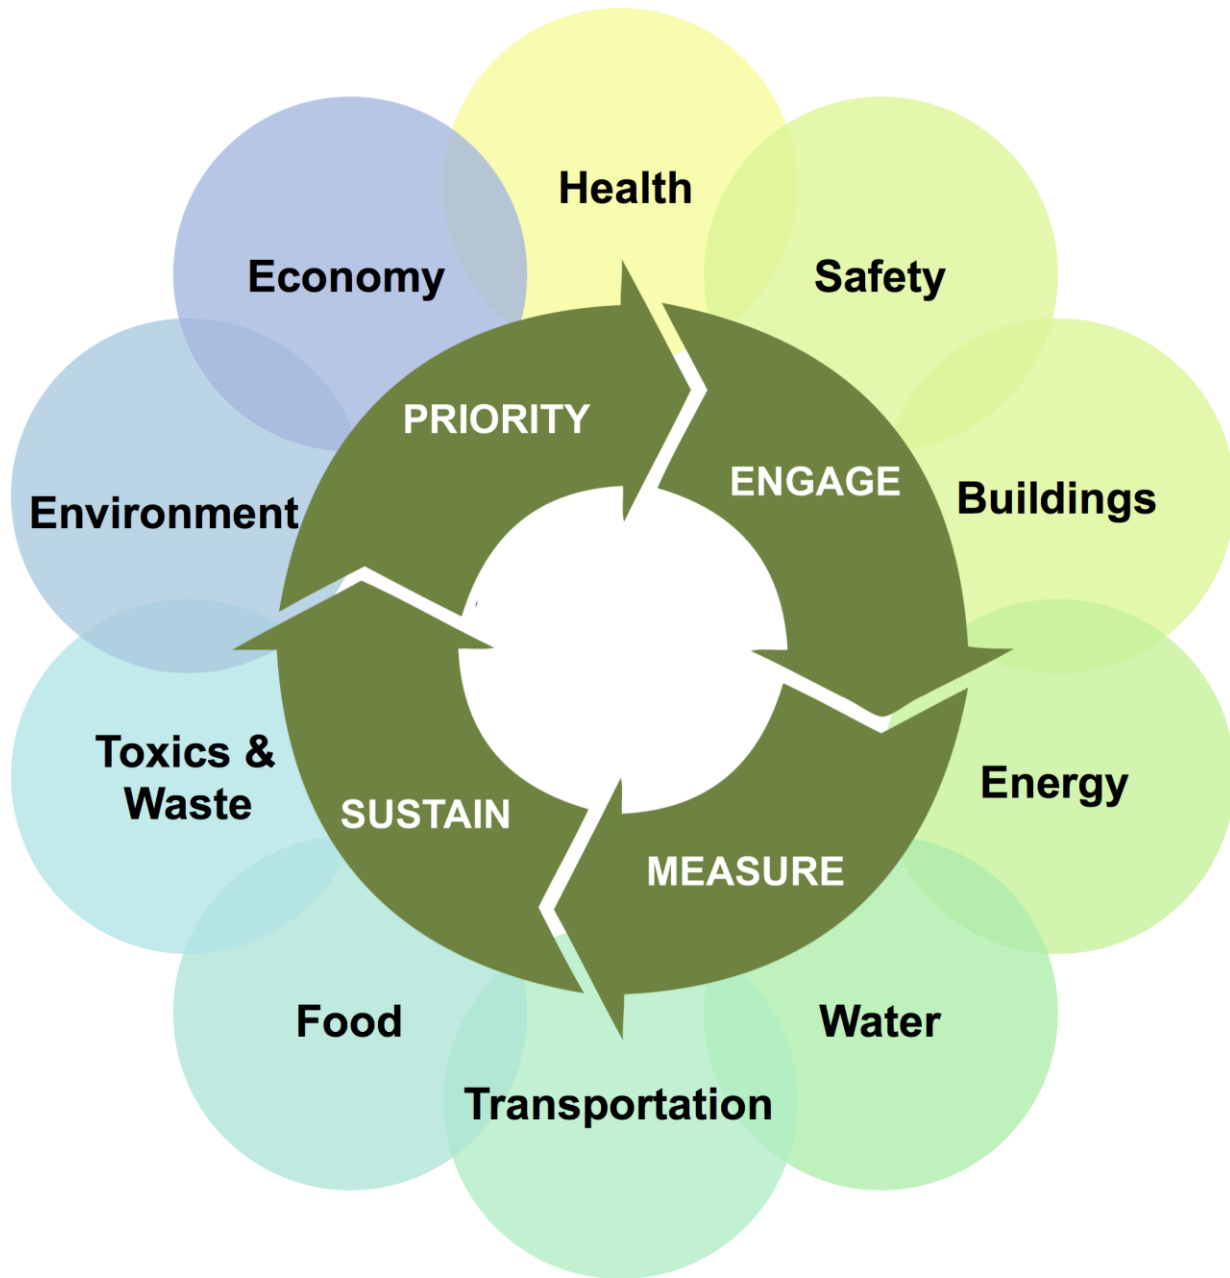 Health
Economy
Safety
PRIORITY
ENGAGE
Buildings
Environment
Toxics &
Waste
Energy
SUSTAIN
MEASURE
Food
Water
Transportation